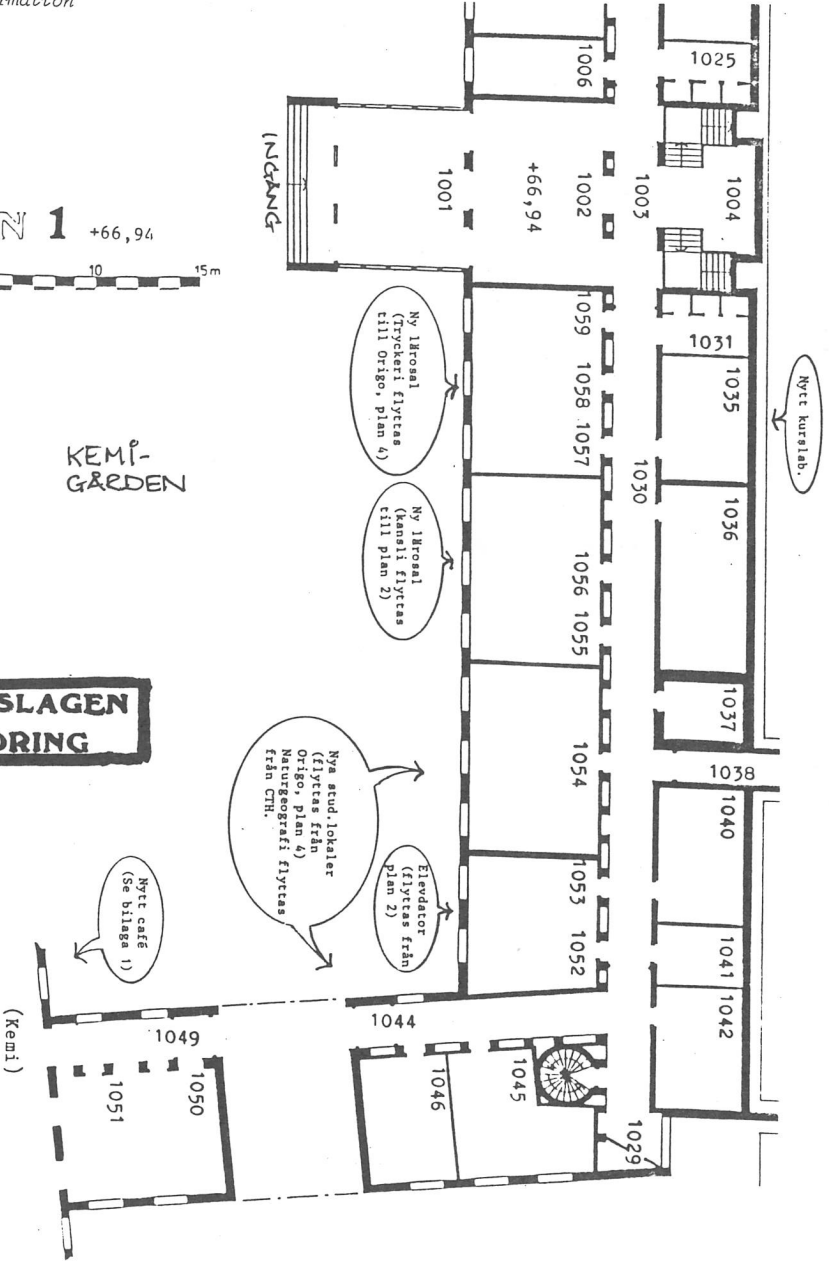 1025
1006
1004
1003
1002
+66,94
1001
INGÅNG
N 1 +66,94
10
15m
Nytt kurslab.
1031
1035
1036
1037
1038
1040
1041
1042
1030
1059
1058
1057
1056
1055
1054
1053
1052
Ny lärosal
(Tryckeri flyttas
till Origo, plan 4)
Ny lärosal
(kansli flyttas
till plan 2)
KEMI-
GÅRDEN
Nya stud.lokaler
(flyttas från
Origo, plan 4)
Naturgeografi flyttas
från CTH.
Elevdator
(flyttas från
plan 2)
SLAGEN
DRING
Nytt café
(Se bilaga 1)
1044
1049
1050
1051
1046
1045
1029
(Kemi)